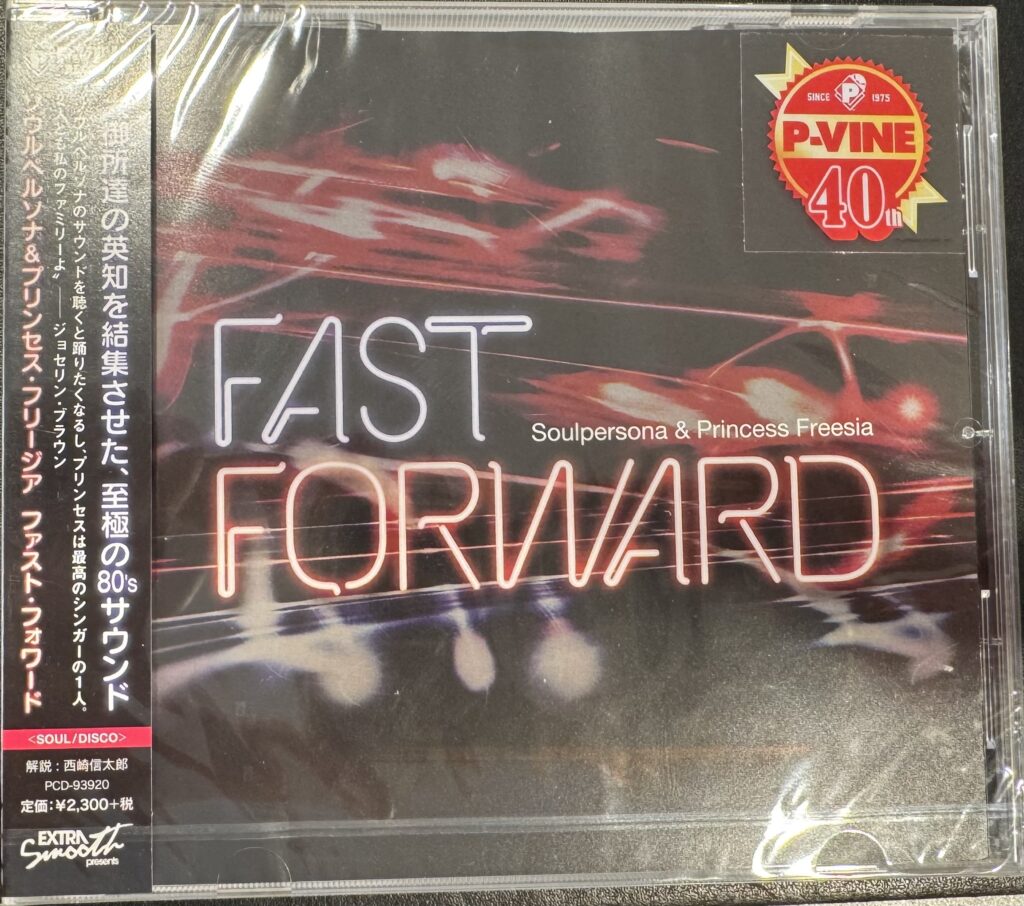 御所達の英知を結集させた、至極の80'sサウンド
ウルペルソナのサウンドを聴くと踊りたくなるし、プリンセスは最高のシンガーの1人。
人とも私のファミリーよ〟 —— ジョセリン・ブラウン
ソウルペルソナ&プリンセス・フリージア ファスト・フォワード
<SOUL/DISCO>
解説：西崎信太郎
PCD-93920
定価：¥2,300+税
EXTRA
Smooth
presents
SINCE P 1975
P-VINE
40th
FAST
Soulpersona & Princess Freesia
FORWARD